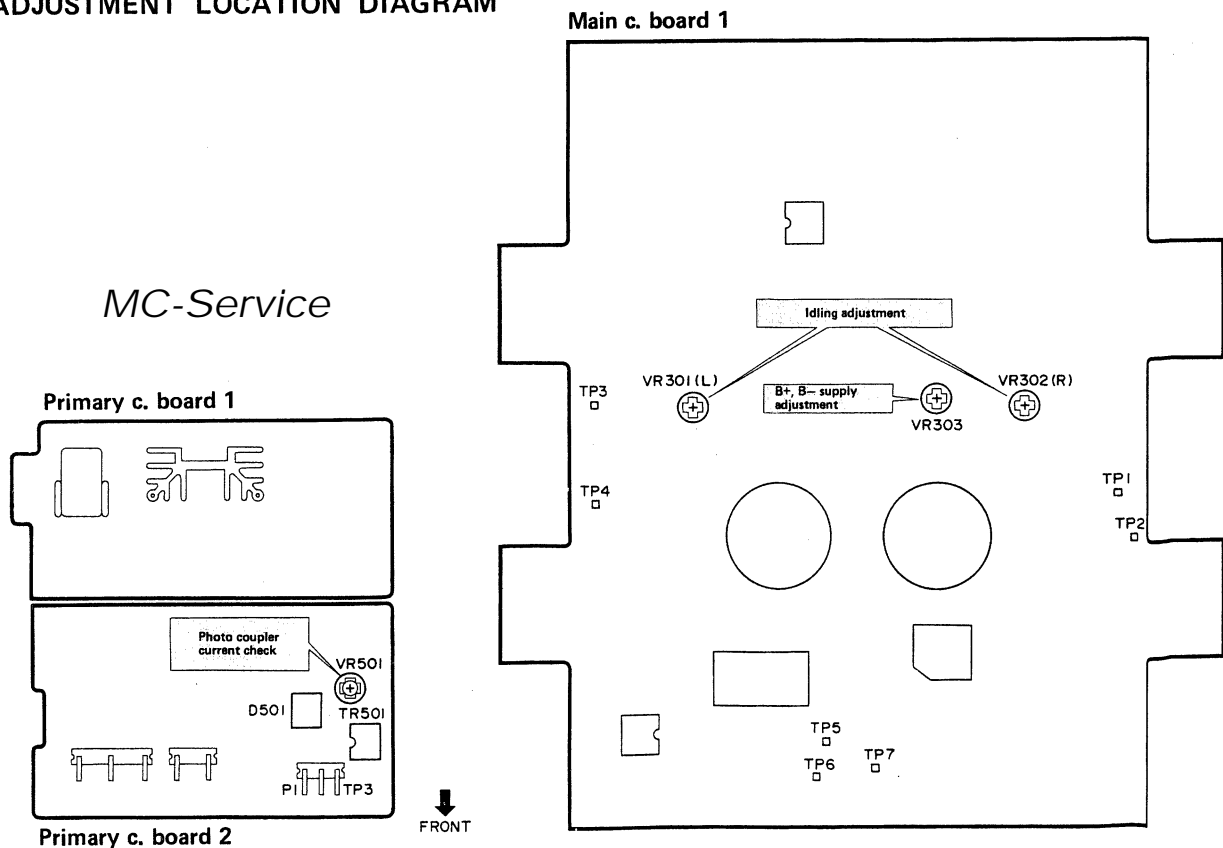 ADJUSTMENT LOCATION DIAGRAM
Main c. board 1
MC-Service
Idling adjustment
TP3
VR301(L)
B+, B– supply
adjustment
VR303
VR302(R)
TP4
TP1
TP2
TP5
TP6
TP7
Primary c. board 1
Photo coupler
current check
VR501
D501
TR501
P1
TP3
Primary c. board 2
FRONT